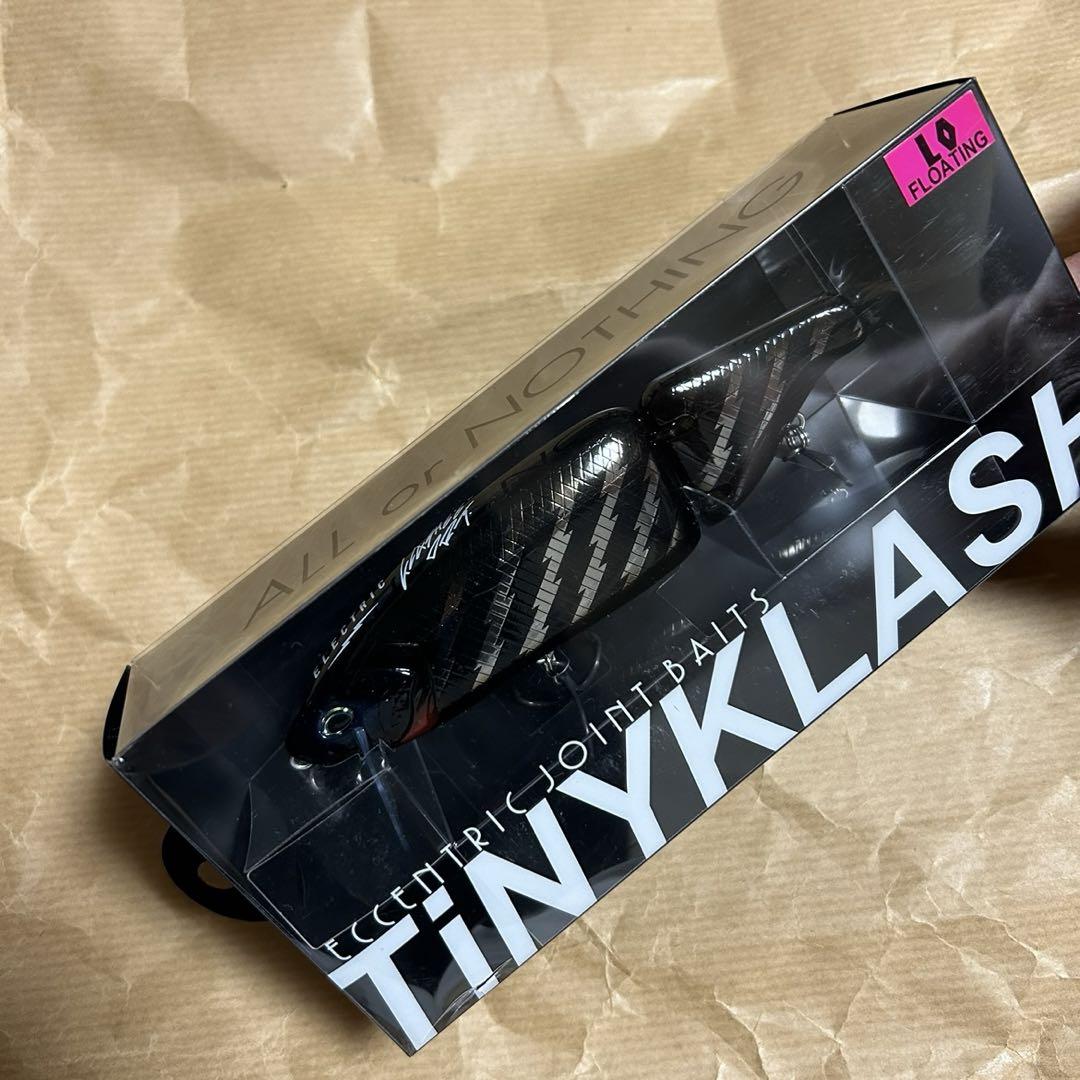 LO
FLOATING
ALL or NOTHING
ELECTRIC
ECCENTRIC JOINT BAITS
TiNYKLASH